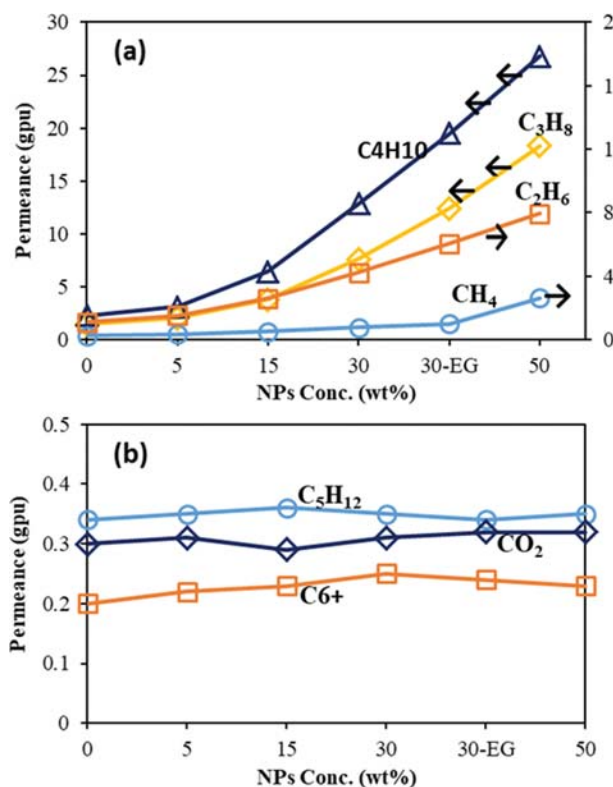 (a)
Permeance (gpu)
30
25
20
15
10
5
0
2
1
1
8
4
0
C4H10
C₃H₈
C₂H₆
CH₄
0 5 15 30 30-EG 50
NPs Conc. (wt%)
(b)
Permeance (gpu)
0.5
0.4
0.3
0.2
0.1
0
C₅H₁₂
CO₂
C6+
0 5 15 30 30-EG 50
NPs Conc. (wt%)